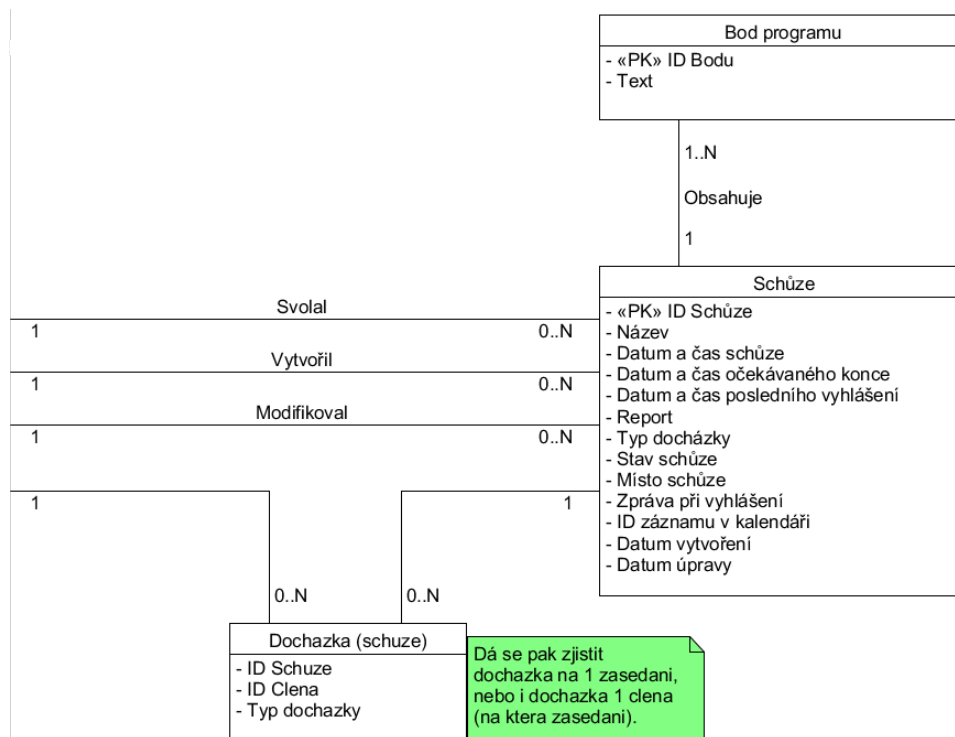 Bod programu
- «PK» ID Bodu
- Text
1..N
Obsahuje
1
Schůze
- «PK» ID Schůze
- Název
- Datum a čas schůze
- Datum a čas očekávaného konce
- Datum a čas posledního vyhlášení
- Report
- Typ docházky
- Stav schůze
- Místo schůze
- Zpráva při vyhlášení
- ID záznamu v kalendáři
- Datum vytvoření
- Datum úpravy
Svolal
1
0..N
Vytvořil
1
0..N
Modifikoval
1
0..N
1
1
0..N
0..N
Dochazka (schuze)
- ID Schuze
- ID Clena
- Typ dochazky
Dá se pak zjistit
dochazka na 1 zasedani,
nebo i dochazka 1 clena
(na ktera zasedani).